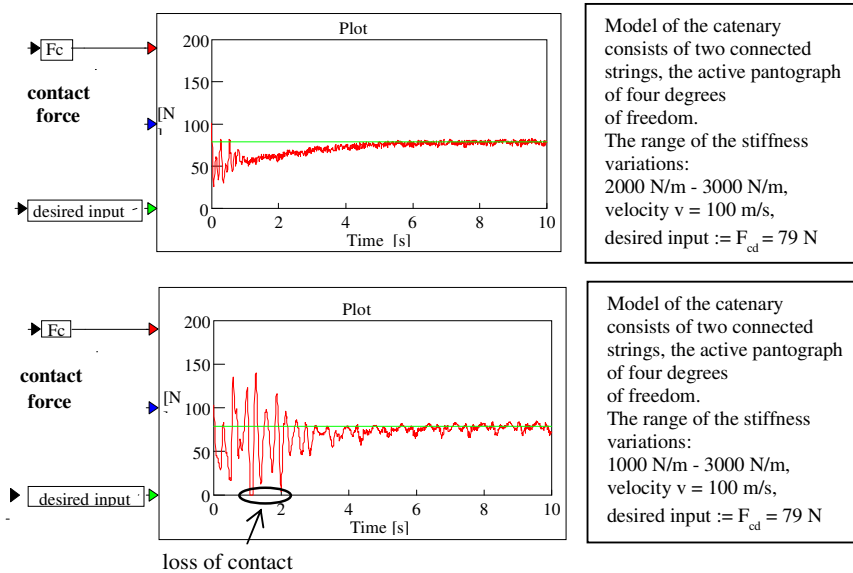 Plot
Fc
200
Model of the catenary
consists of two connected
strings, the active pantograph
of four degrees
of freedom.
The range of the stiffness
variations:
2000 N/m - 3000 N/m,
velocity v = 100 m/s,
desired input := Fcd = 79 N
150
contact
force
[N
100
50
desired input
0
0 2 4 6 8 10
Time [s]
Plot
Fc
200
Model of the catenary
consists of two connected
strings, the active pantograph
of four degrees
of freedom.
The range of the stiffness
variations:
1000 N/m - 3000 N/m,
velocity v = 100 m/s,
desired input := Fcd = 79 N
150
contact
force
[N
100
50
desired input
0
0 2 4 6 8 10
Time [s]
loss of contact